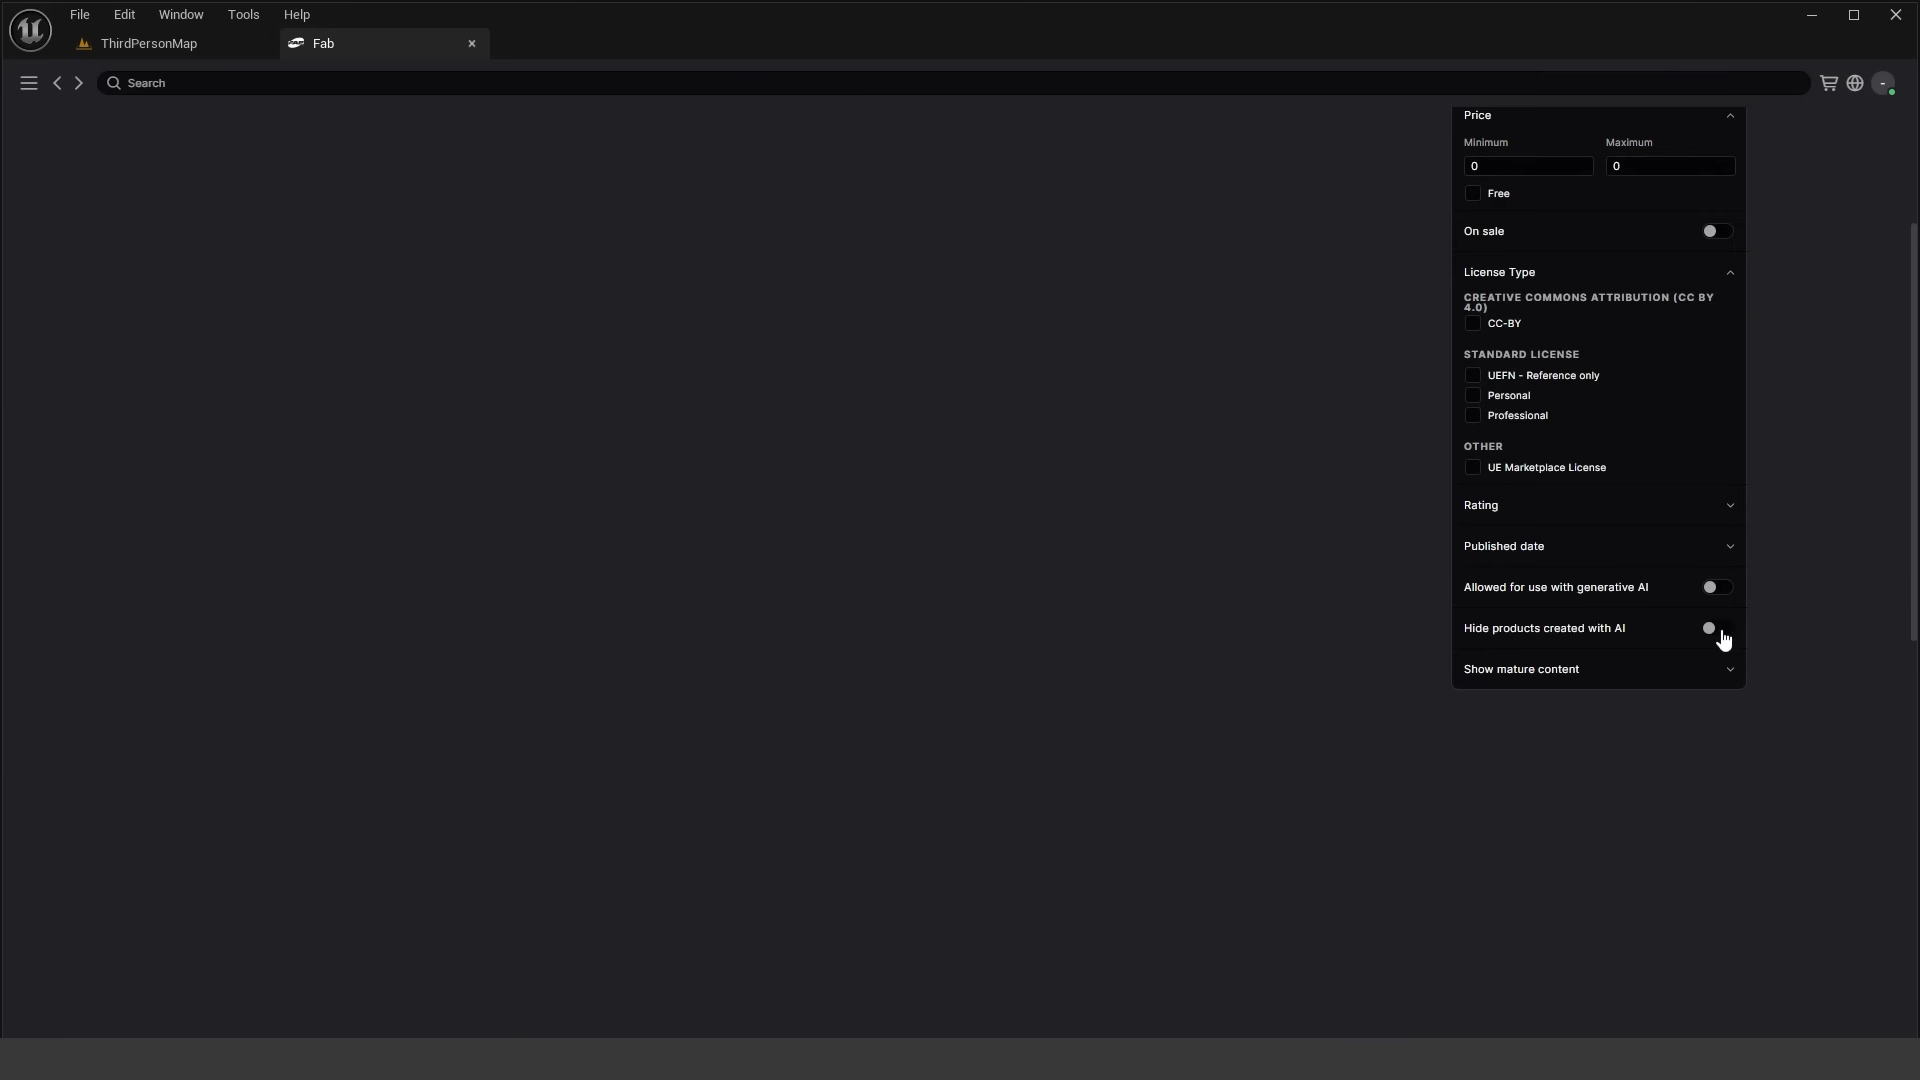 File Edit Window Tools Help
ThirdPersonMap Fab
Search
-
Price
Minimum Maximum
0 0
Free
On sale
License Type
CREATIVE COMMONS ATTRIBUTION (CC BY
4.0)
CC-BY
STANDARD LICENSE
UEFN - Reference only
Personal
Professional
OTHER
UE Marketplace License
Rating
Published date
Allowed for use with generative AI
Hide products created with AI
Show mature content